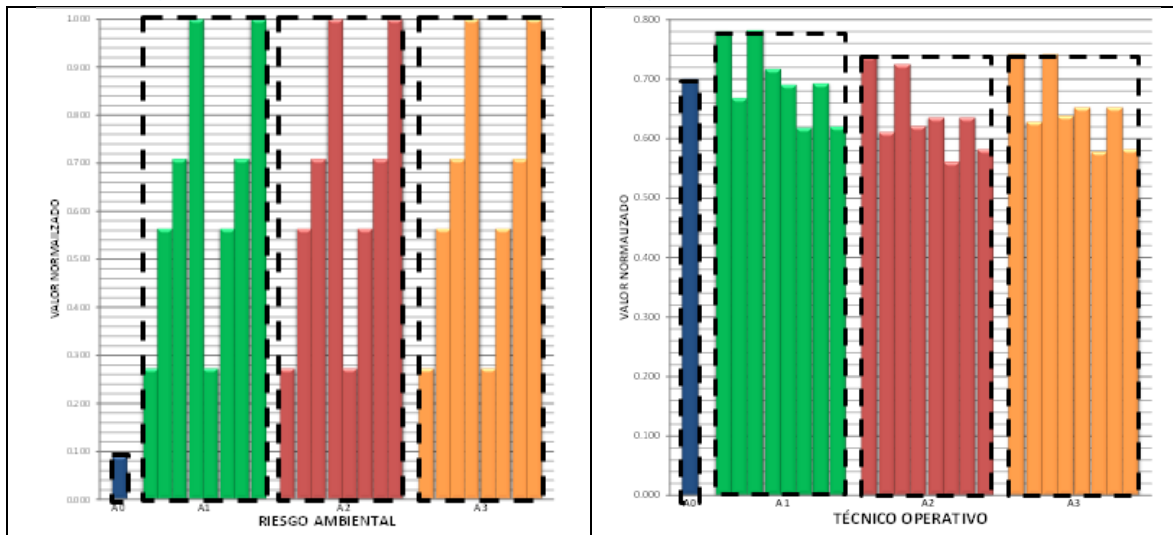 1.000
0.900
0.800
0.700
0.600
0.500
0.400
0.300
0.200
0.100
0.000
VALOR NORMAILZADO
A0
A1
A2
A3
RIESGO AMBIENTAL
0.800
0.700
0.600
0.500
0.400
0.300
0.200
0.100
0.000
VALOR NORMALIZADO
A0
A1
A2
A3
TÉCNICO OPERATIVO